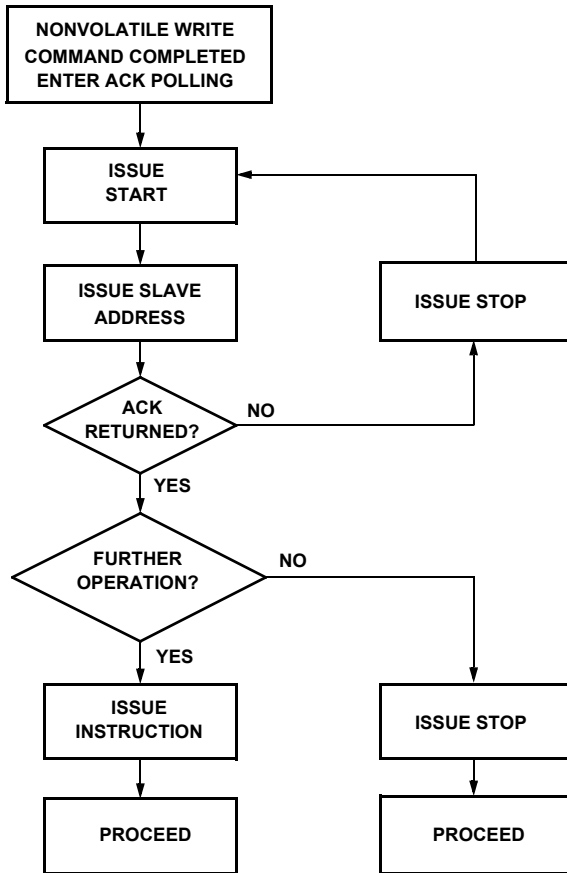 NONVOLATILE WRITE
COMMAND COMPLETED
ENTER ACK POLLING
ISSUE
START
ISSUE SLAVE
ADDRESS
ISSUE STOP
ACK
RETURNED?
NO
YES
FURTHER
OPERATION?
NO
YES
ISSUE
INSTRUCTION
ISSUE STOP
PROCEED
PROCEED